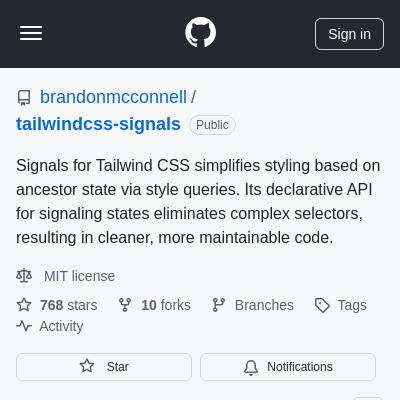 Sign in
brandonmcconnell /
tailwindcss-signals Public
Signals for Tailwind CSS simplifies styling based on
ancestor state via style queries. Its declarative API
for signaling states eliminates complex selectors,
resulting in cleaner, more maintainable code.
MIT license
768 stars 10 forks Branches Tags
Activity
Star Notifications